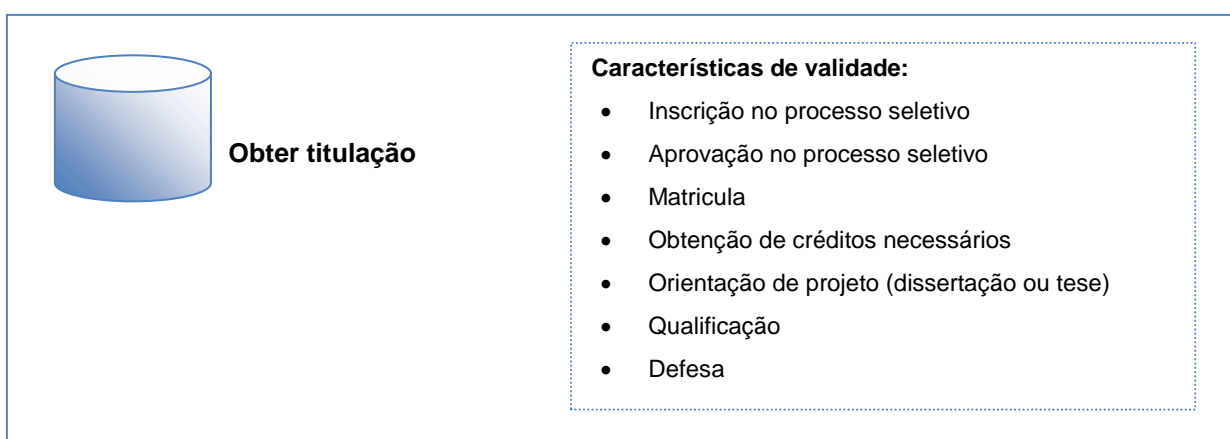 Obter titulação
Características de validade:
• Inscrição no processo seletivo
• Aprovação no processo seletivo
• Matricula
• Obtenção de créditos necessários
• Orientação de projeto (dissertação ou tese)
• Qualificação
• Defesa